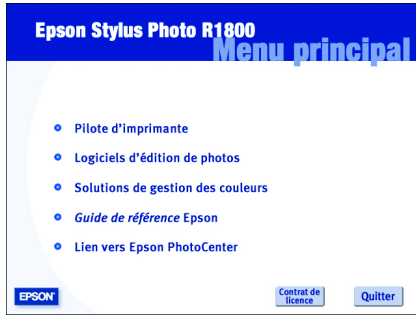 Epson Stylus Photo R1800
Menu principal
Pilote d'imprimante
Logiciels d'édition de photos
Solutions de gestion des couleurs
Guide de référence Epson
Lien vers Epson PhotoCenter
EPSON
Contrat de
licence
Quitter